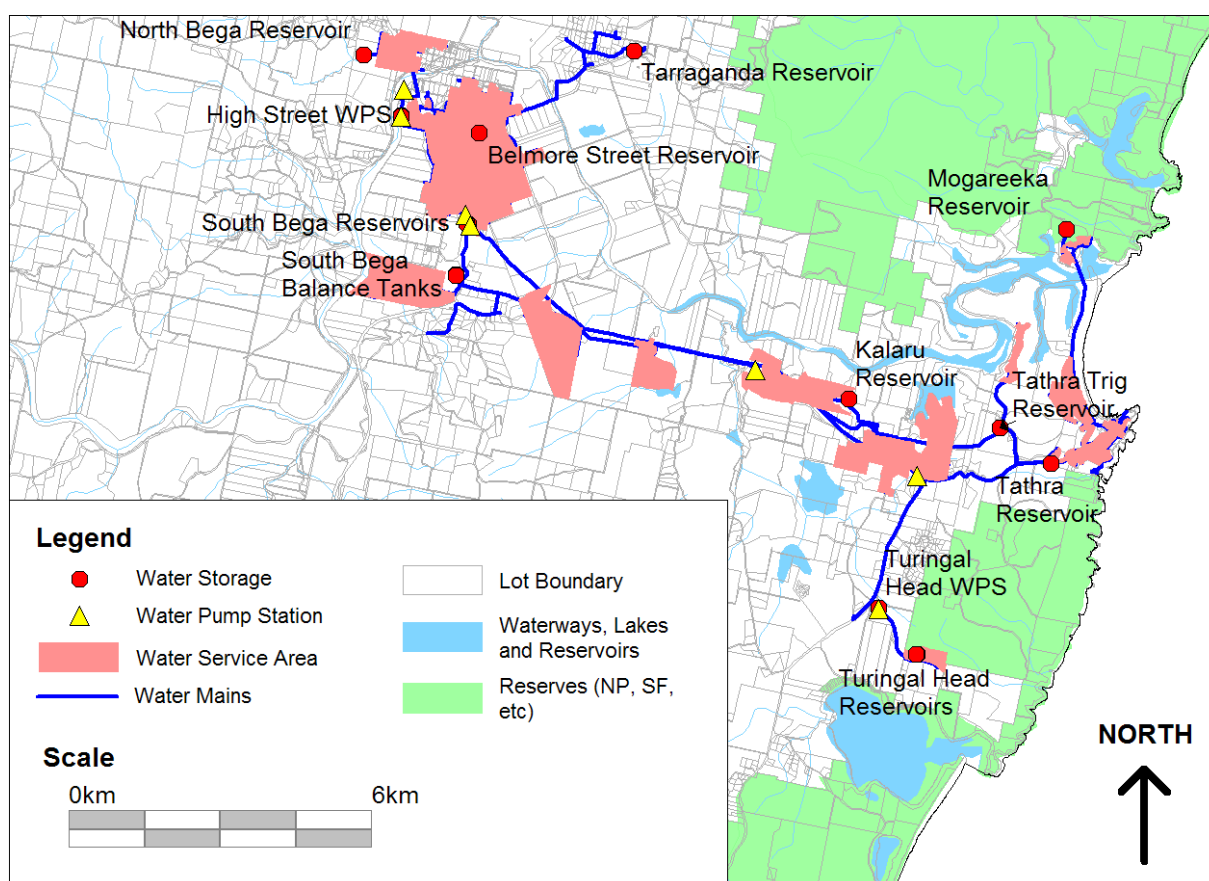 North Bega Reservoir
Tarraganda Reservoir
High Street WPS
Belmore Street Reservoir
Mogareeka
Reservoir
South Bega Reservoirs
South Bega
Balance Tanks
Kalaru
Reservoir
Tathra Trig
Reservoir
Tathra
Reservoir
Turingal
Head WPS
Turingal Head
Reservoirs
Legend
Water Storage
Water Pump Station
Water Service Area
Water Mains
Lot Boundary
Waterways, Lakes
and Reservoirs
Reserves (NP, SF,
etc)
Scale
0km 6km
NORTH